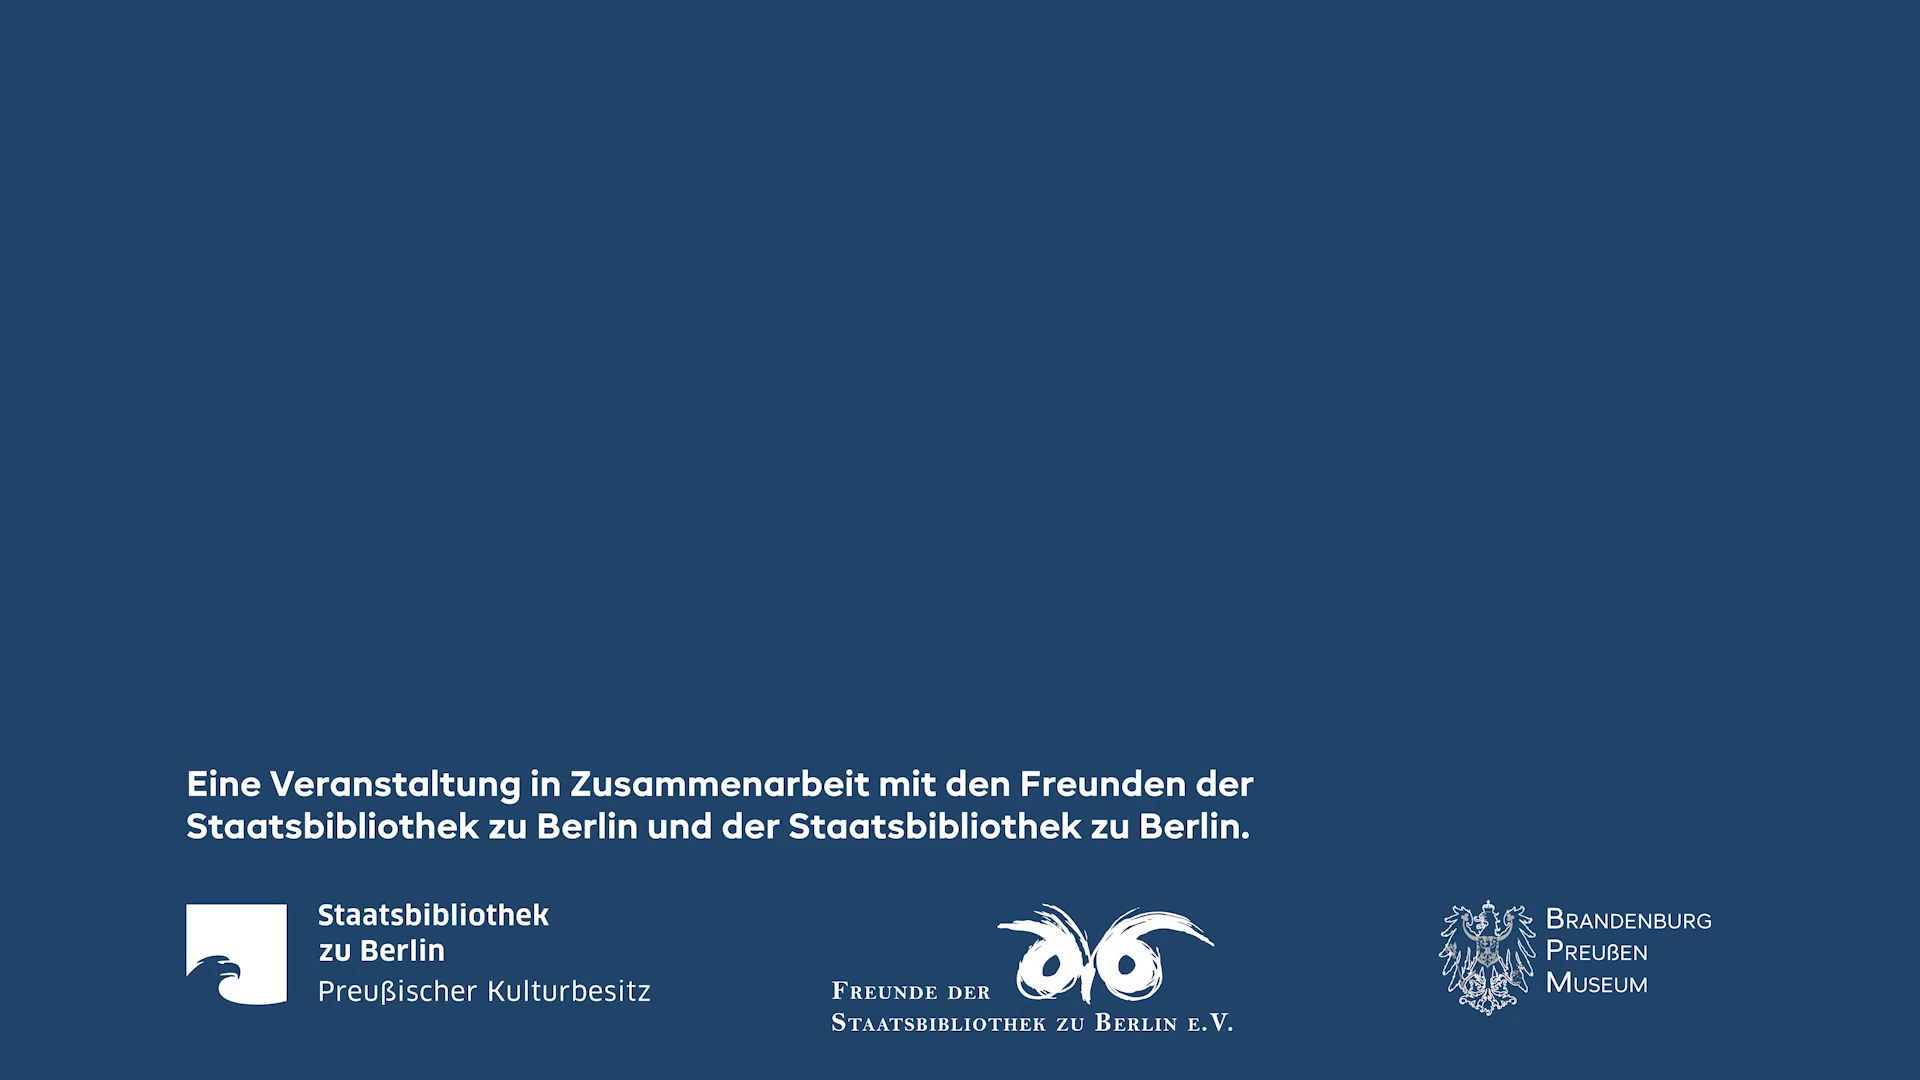 Eine Veranstaltung in Zusammenarbeit mit den Freunden der
Staatsbibliothek zu Berlin und der Staatsbibliothek zu Berlin.
Staatsbibliothek
zu Berlin
Preußischer Kulturbesitz
Freunde der
Staatsbibliothek zu Berlin e.V.
Brandenburg
Preußen
Museum